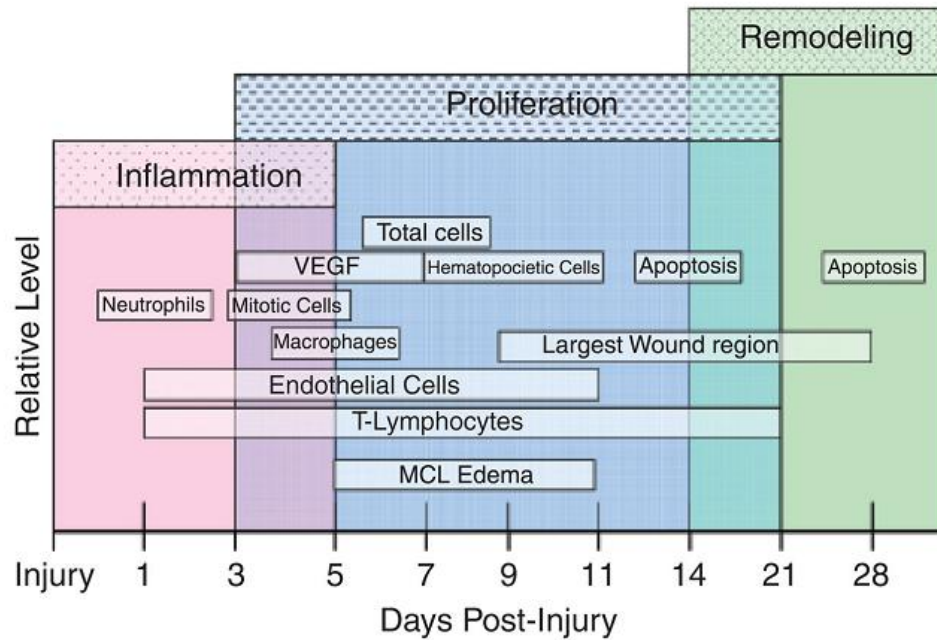 Remodeling
Proliferation
Inflammation
Total cells
VEGF
Hematopocietic Cells
Apoptosis
Apoptosis
Neutrophils
Mitotic Cells
Macrophages
Largest Wound region
Endothelial Cells
T-Lymphocytes
MCL Edema
Relative Level
Injury 1 3 5 7 9 11 14 21 28
Days Post-Injury